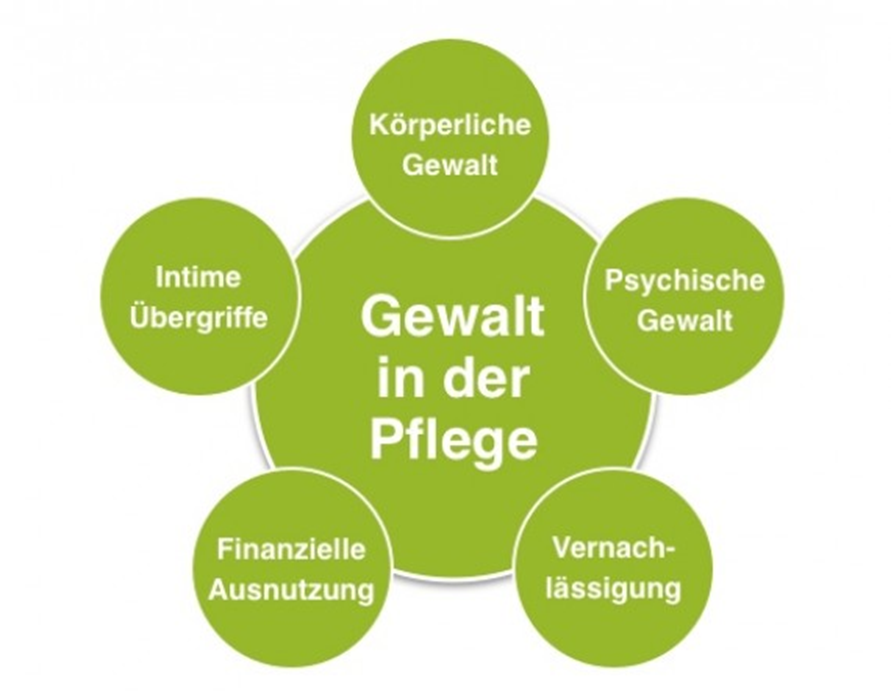 Körperliche
Gewalt
Intime
Übergriffe
Psychische
Gewalt
Gewalt
in der
Pflege
Finanzielle
Ausnutzung
Vernach-
lässigung